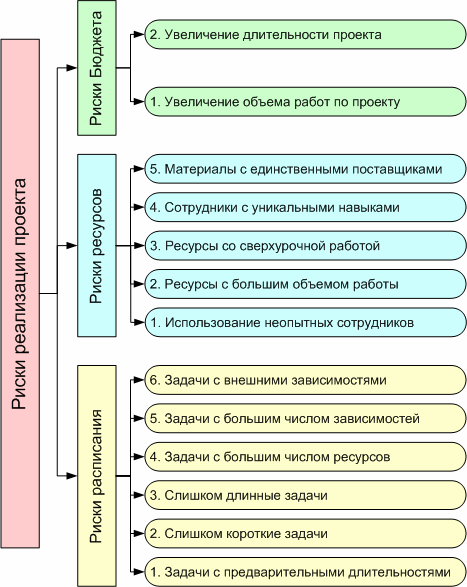 Риски реализации проекта
Риски Бюджета
2. Увеличение длительности проекта
1. Увеличение объема работ по проекту
Риски ресурсов
5. Материалы с единственными поставщиками
4. Сотрудники с уникальными навыками
3. Ресурсы со сверхурочной работой
2. Ресурсы с большим объемом работы
1. Использование неопытных сотрудников
Риски расписания
6. Задачи с внешними зависимостями
5. Задачи с большим числом зависимостей
4. Задачи с большим числом ресурсов
3. Слишком длинные задачи
2. Слишком короткие задачи
1. Задачи с предварительными длительностями